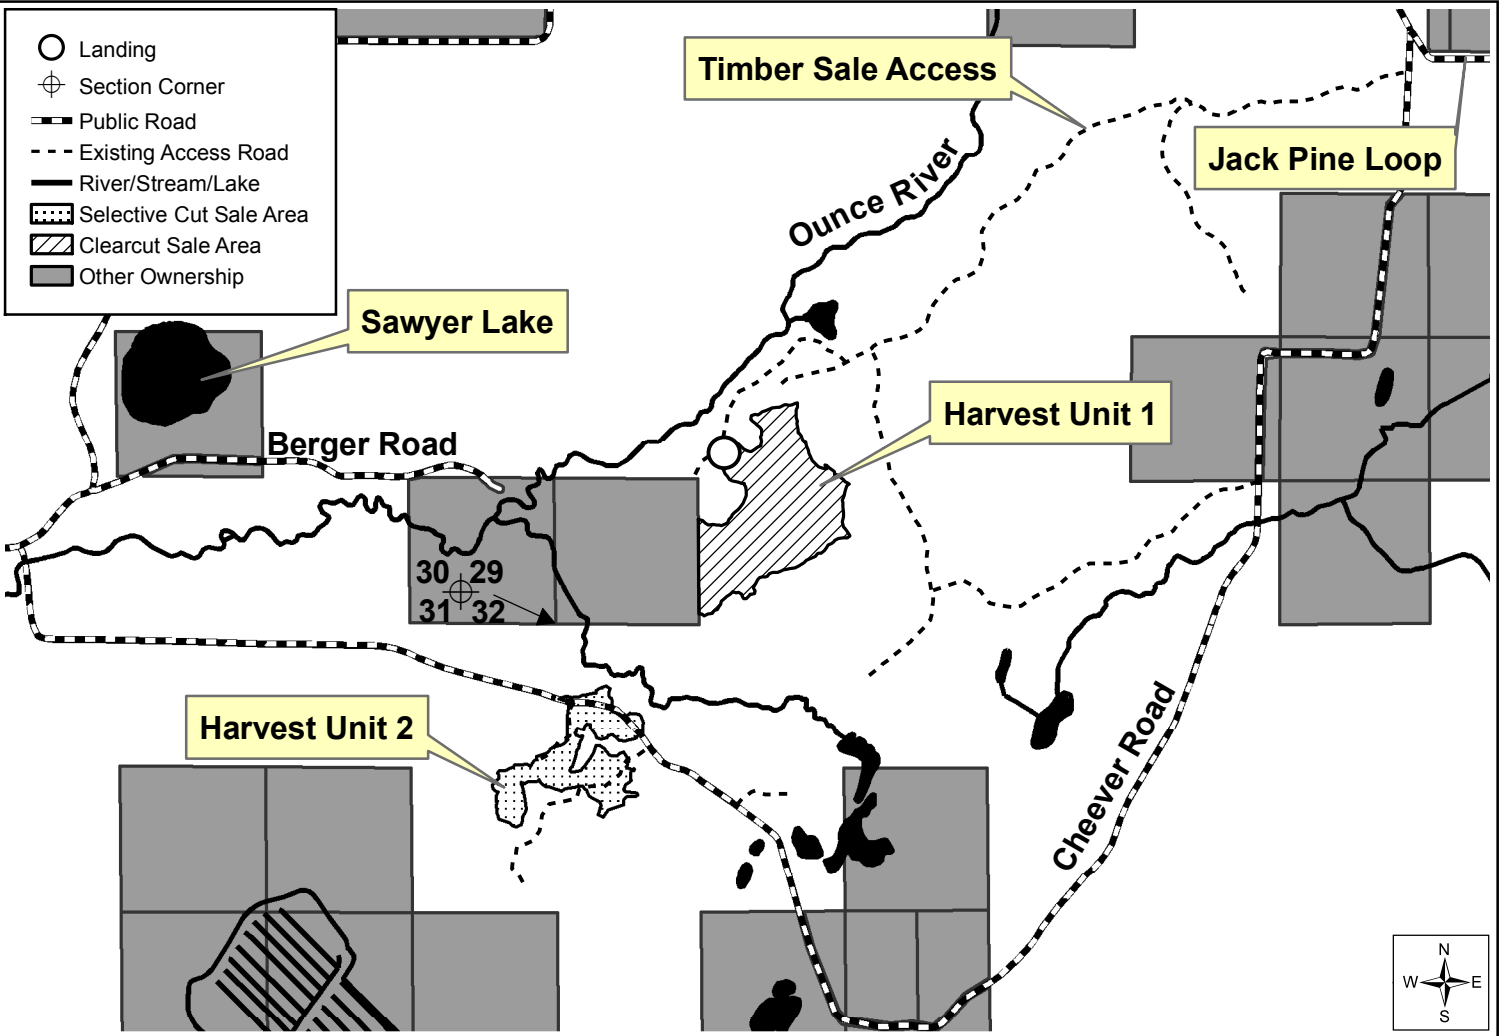 Landing
Section Corner
Public Road
Existing Access Road
River/Stream/Lake
Selective Cut Sale Area
Clearcut Sale Area
Other Ownership
Timber Sale Access
Jack Pine Loop
Ounce River
Sawyer Lake
Harvest Unit 1
Berger Road
30 29
31 32
Harvest Unit 2
Cheever Road
N
W E
S